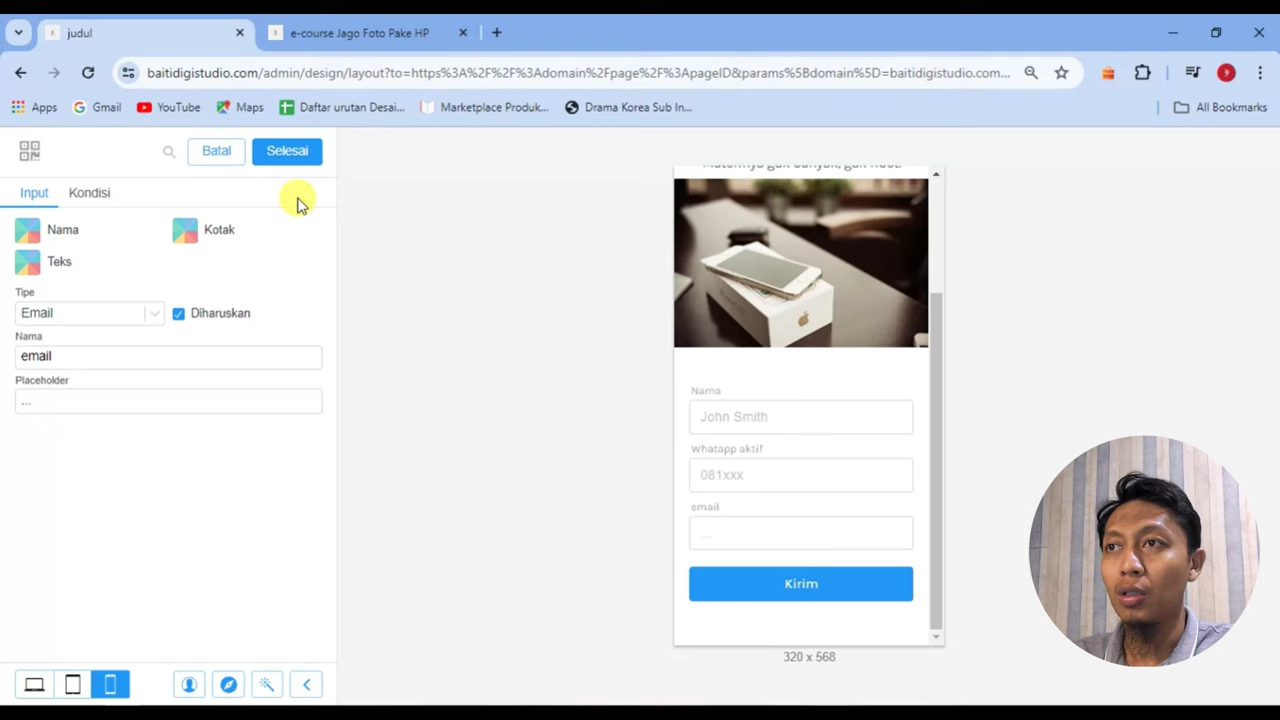 judul
e-course Jago Foto Pake HP
baitidigistudio.com/admin/design/layout?to=https%3A%2F%2F%3Adomain%2Fpage%2F%3ApageID&params%5Bdomain%5D=baitidigistudio.com...
Apps
Gmail
YouTube
Maps
Daftar urutan Desai...
Marketplace Produk...
Drama Korea Sub In...
All Bookmarks
Batal
Selesai
Input
Kondisi
Nama
Kotak
Teks
Tipe
Email
Diharuskan
Nama
email
Placeholder
...
Nama
John Smith
Whatapp aktif
081xxx
email
...
Kirim
320 x 568